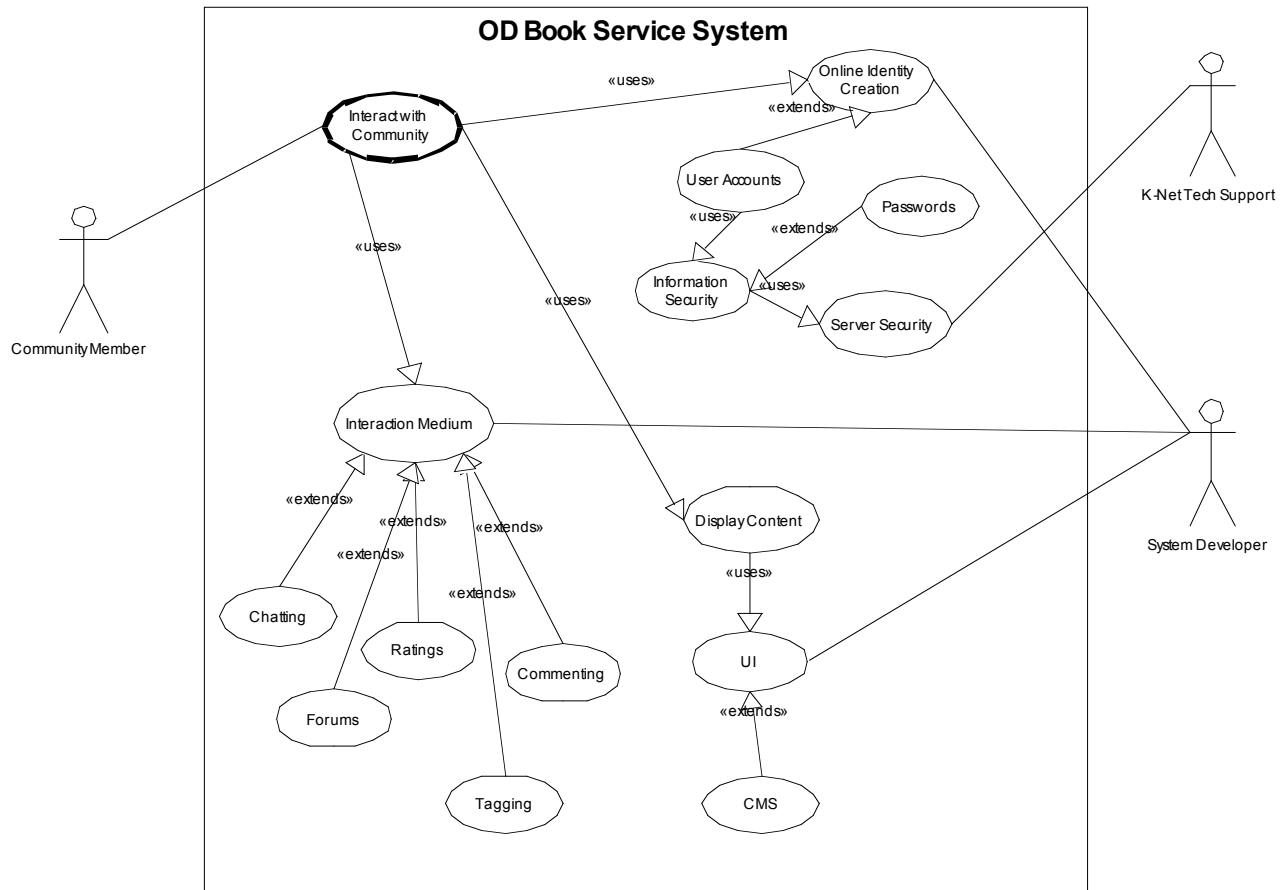 OD Book Service System
«uses»
Online Identity
Creation
«extends»
Interact with
Community
User Accounts
K-Net Tech Support
Passwords
«uses»
«extends»
«uses»
Information
Security
«uses»
«uses»
Server Security
Community Member
Interaction Medium
«extends»
«extends»
«extends»
Display Content
System Developer
«extends»
«uses»
«extends»
Chatting
Ratings
UI
Commenting
«extends»
Forums
Tagging
CMS